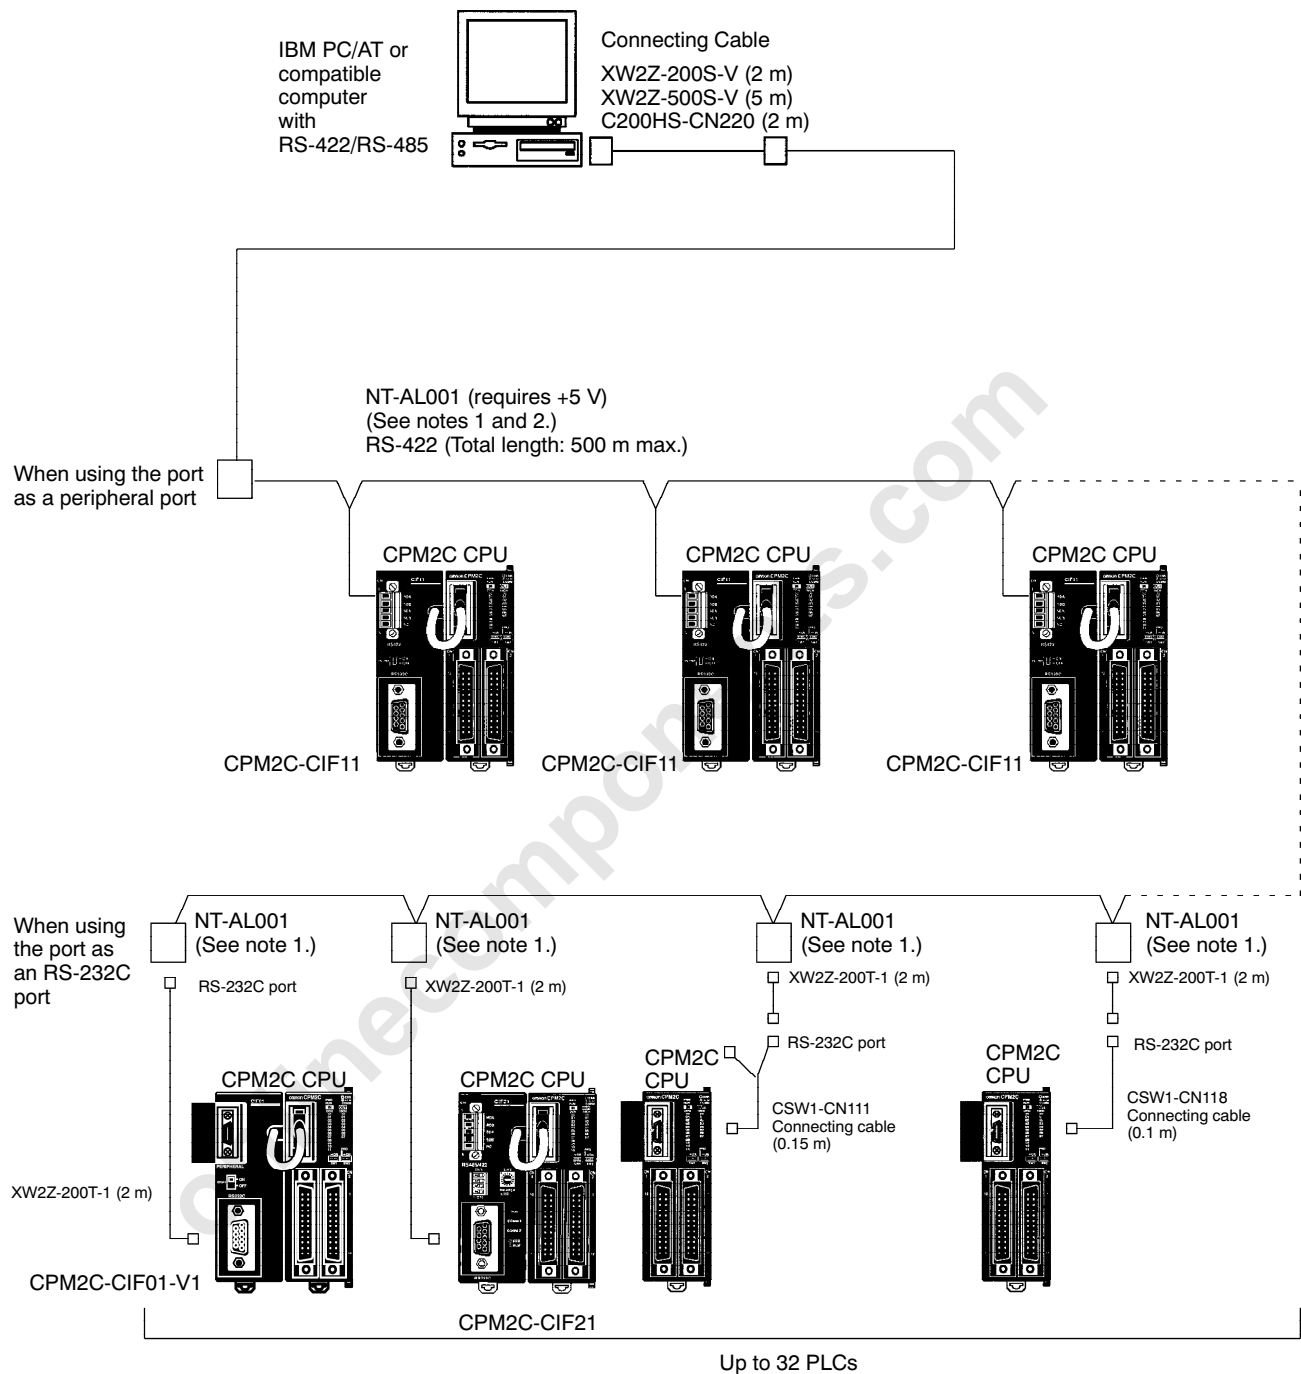 IBM PC/AT or
compatible
computer
with
RS-422/RS-485
Connecting Cable
XW2Z-200S-V (2 m)
XW2Z-500S-V (5 m)
C200HS-CN220 (2 m)
NT-AL001 (requires +5 V)
(See notes 1 and 2.)
RS-422 (Total length: 500 m max.)
When using the port
as a peripheral port
CPM2C CPU
CPM2C CPU
CPM2C CPU
CPM2C-CIF11
CPM2C-CIF11
CPM2C-CIF11
When using
the port as
an RS-232C
port
NT-AL001
(See note 1.)
NT-AL001
(See note 1.)
NT-AL001
(See note 1.)
NT-AL001
(See note 1.)
RS-232C port
XW2Z-200T-1 (2 m)
XW2Z-200T-1 (2 m)
XW2Z-200T-1 (2 m)
RS-232C port
RS-232C port
CPM2C CPU
CPM2C CPU
CPM2C
CPU
CPM2C
CPU
CSW1-CN111
Connecting cable
(0.15 m)
CSW1-CN118
Connecting cable
(0.1 m)
XW2Z-200T-1 (2 m)
CPM2C-CIF01-V1
CPM2C-CIF21
Up to 32 PLCs
onlinecomponents.com